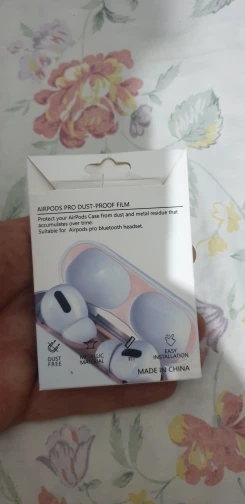 AIRPODS PRO DUST-PROOF FILM
Protect your AirPods Case from dust and metal residue that
accumulates over time.
Suitable for Airpods pro bluetooth headset.
DUST
FREE
METALLIC
MATERIAL
EASY
INSTALLATION
MADE IN CHINA